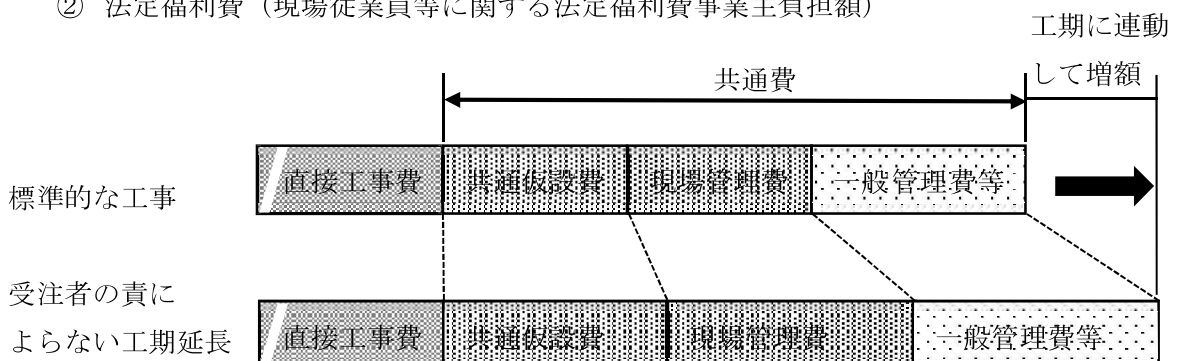 ② 法定福利費（現場従業員等に関する法定福利費事業主負担額）
工期に連動
して増額
共通費
標準的な工事
直接工事費
共通仮設費
現場管理費
一般管理費等
受注者の責に
よらない工期延長
直接工事費
共通仮設費
現場管理費
一般管理費等